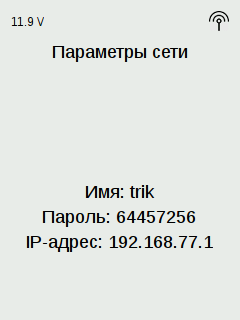 11.9 V
Параметры сети
Имя: trik
Пароль: 64457256
IP-адрес: 192.168.77.1